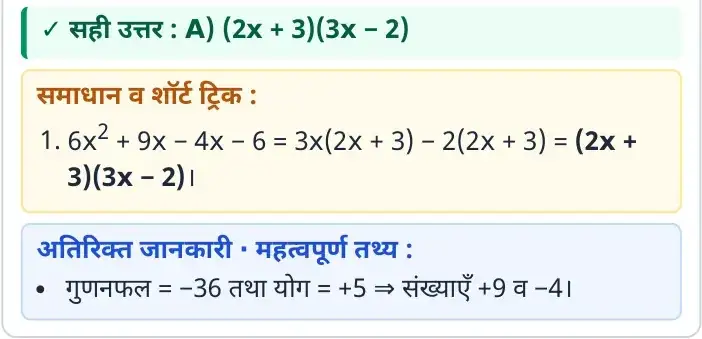 ✓ सही उत्तर : A) (2x + 3)(3x − 2)
समाधान व शॉर्ट ट्रिक :
1. 6x² + 9x − 4x − 6 = 3x(2x + 3) − 2(2x + 3) = (2x +
3)(3x − 2)।
अतिरिक्त जानकारी · महत्वपूर्ण तथ्य :
• गुणनफल = −36 तथा योग = +5 ⇒ संख्याएँ +9 व −4।